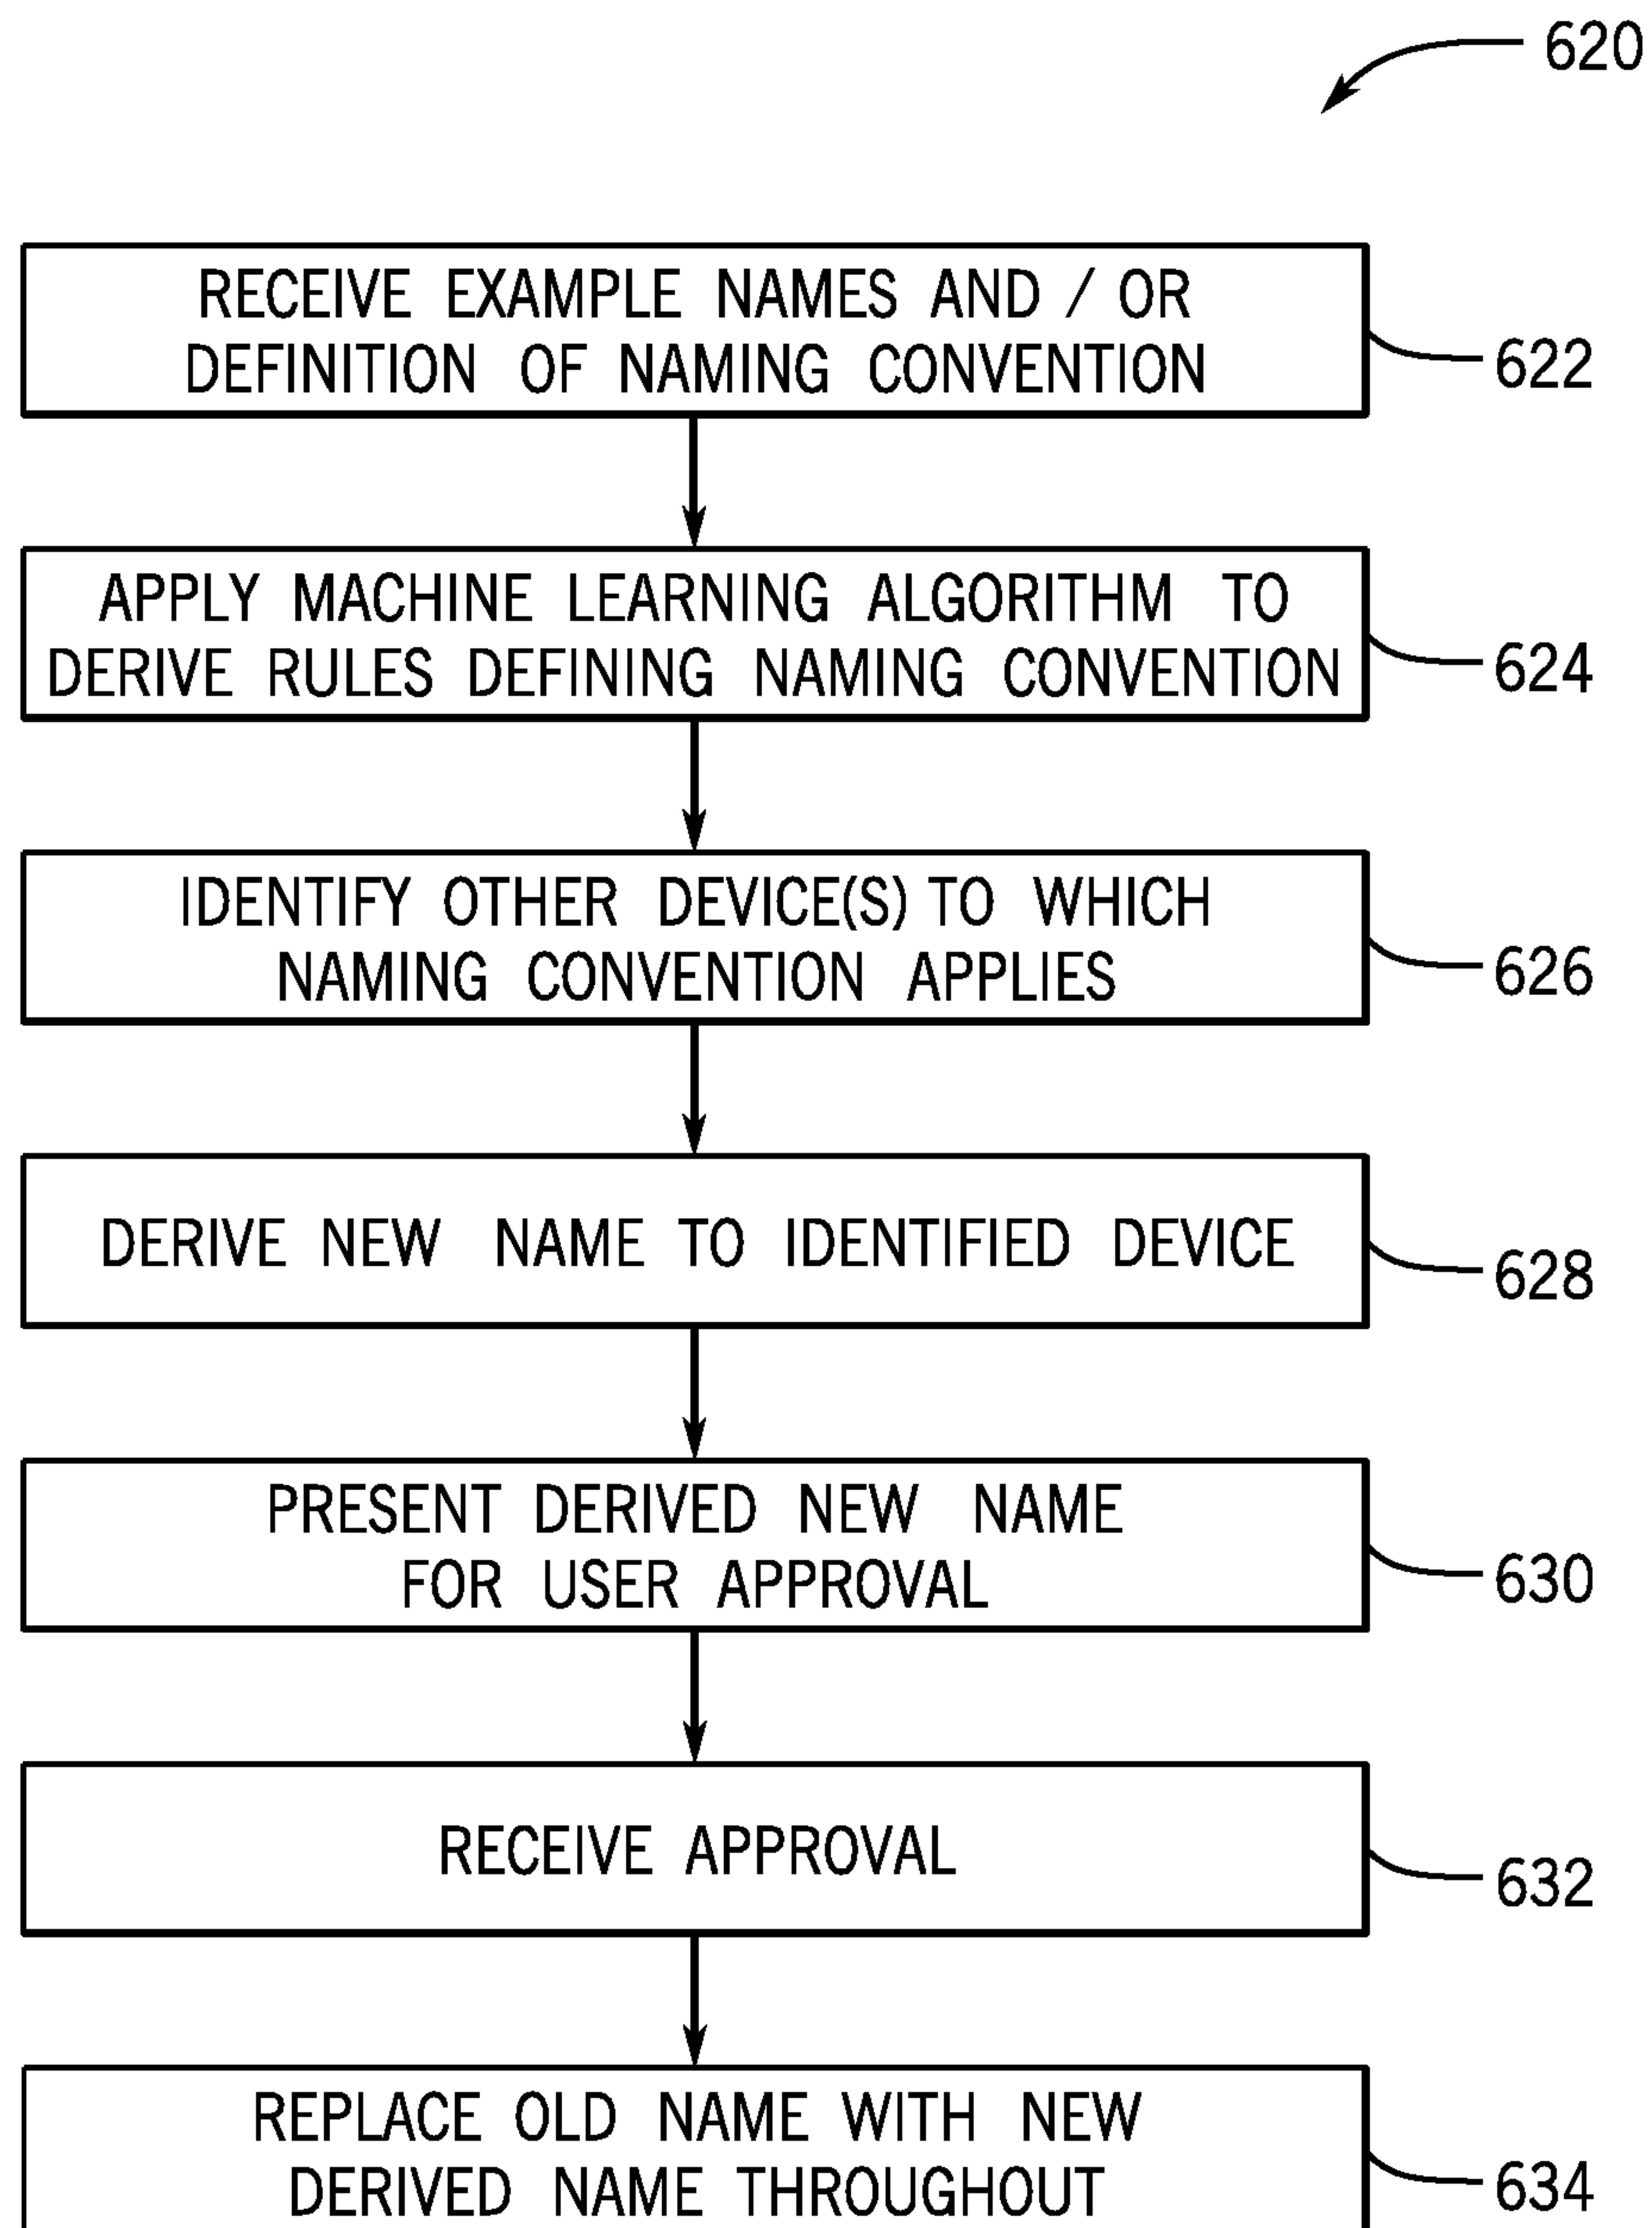 620
RECEIVE EXAMPLE NAMES AND / OR
DEFINITION OF NAMING CONVENTION
622
APPLY MACHINE LEARNING ALGORITHM TO
DERIVE RULES DEFINING NAMING CONVENTION
624
IDENTIFY OTHER DEVICE(S) TO WHICH
NAMING CONVENTION APPLIES
626
DERIVE NEW NAME TO IDENTIFIED DEVICE
628
PRESENT DERIVED NEW NAME
FOR USER APPROVAL
630
RECEIVE APPROVAL
632
REPLACE OLD NAME WITH NEW
DERIVED NAME THROUGHOUT
634